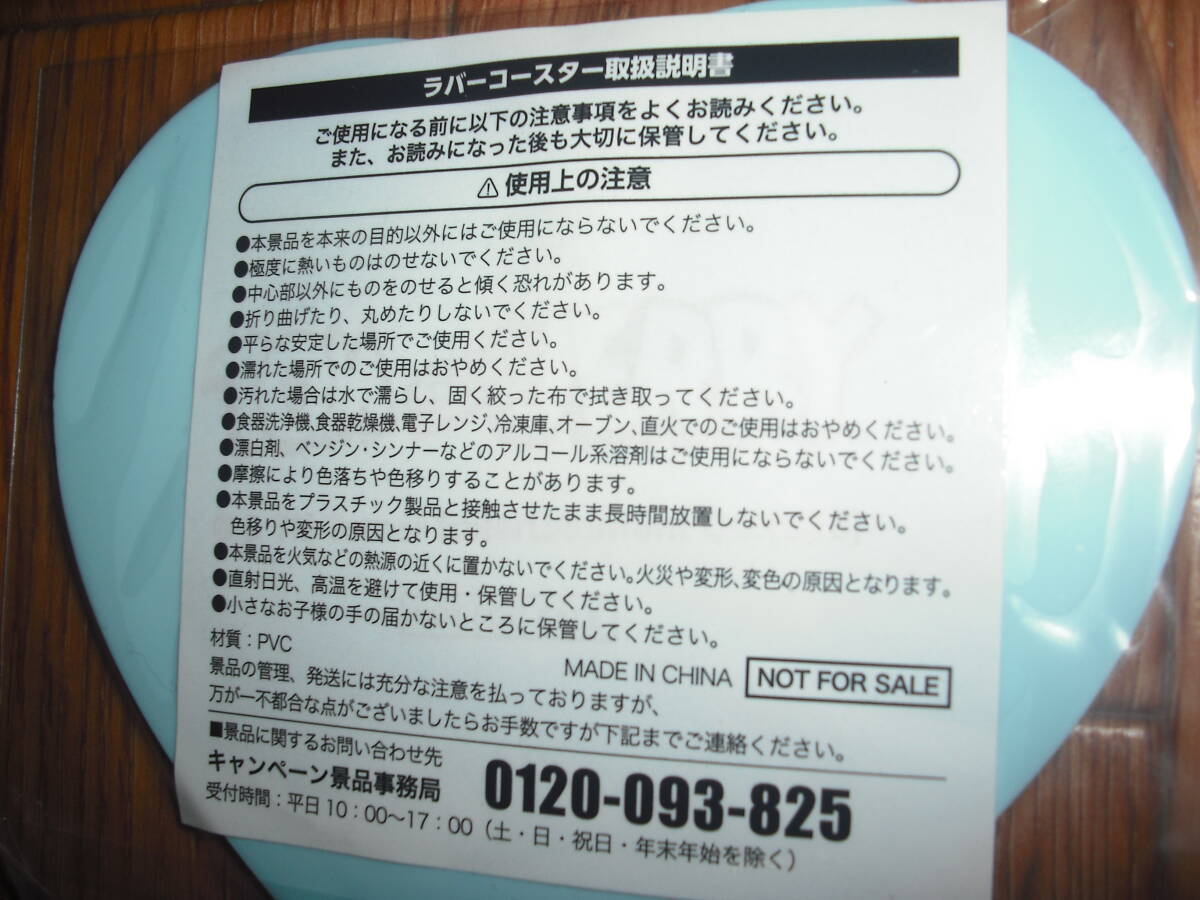 ラバーコースター取扱説明書
ご使用になる前に以下の注意事項をよくお読みください。
また、お読みになった後も大切に保管してください。
⚠使用上の注意
●本景品を本来の目的以外にはご使用にならないでください。
●極度に熱いものはのせないでください。
●中心部以外にものをのせると傾く恐れがあります。
●折り曲げたり、丸めたりしないでください。
●平らな安定した場所でご使用ください。
●濡れた場所でのご使用はおやめください。
●汚れた場合は水で濡らし、固く絞った布で拭き取ってください。
●食器洗浄機、食器乾燥機、電子レンジ、冷凍庫、オーブン、直火でのご使用はおやめください。
●漂白剤、ベンジン・シンナーなどのアルコール系溶剤はご使用にならないでください。
●摩擦により色落ちや色移りすることがあります。
●本景品をプラスチック製品と接触させたまま長時間放置しないでください。
色移りや変形の原因となります。
●本景品を火気などの熱源の近くに置かないでください。火災や変形、変色の原因となります。
●直射日光、高温を避けて使用・保管してください。
●小さなお子様の手の届かないところに保管してください。
材質：PVC
MADE IN CHINA NOT FOR SALE
景品の管理、発送には充分な注意を払っておりますが、
万が一不都合な点がございましたらお手数ですが下記までご連絡ください。
■景品に関するお問い合わせ先
キャンペーン景品事務局 0120-093-825
受付時間：平日10：00〜17：00（土・日・祝日・年末年始を除く）